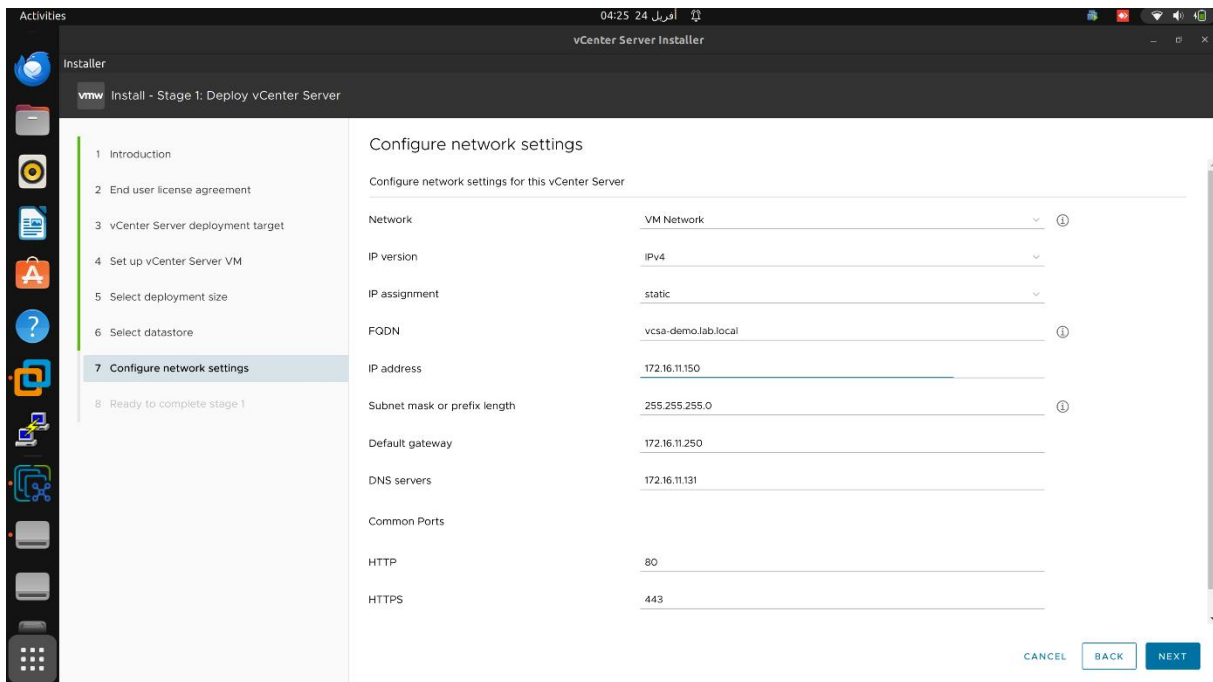 Activities
04:25 24 أفريل
vCenter Server Installer
Installer
vmw Install - Stage 1: Deploy vCenter Server
1 Introduction
2 End user license agreement
3 vCenter Server deployment target
4 Set up vCenter Server VM
5 Select deployment size
6 Select datastore
7 Configure network settings
8 Ready to complete stage 1
Configure network settings
Configure network settings for this vCenter Server
Network VM Network
IP version IPv4
IP assignment static
FQDN vcsa-demo.lab.local
IP address 172.16.11.150
Subnet mask or prefix length 255.255.255.0
Default gateway 172.16.11.250
DNS servers 172.16.11.131
Common Ports
HTTP 80
HTTPS 443
CANCEL BACK NEXT